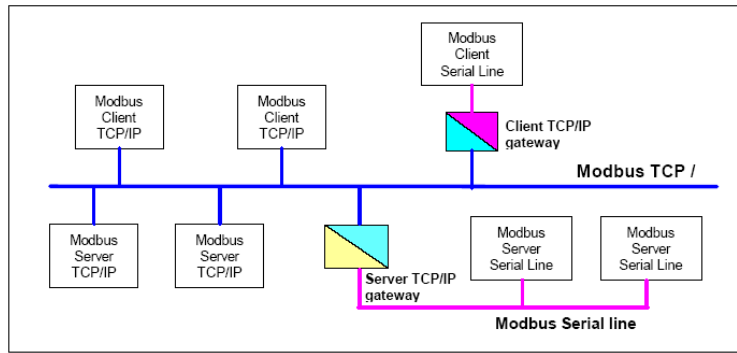 Modbus
Client
Serial Line
Modbus
Client
TCP/IP
Modbus
Client
TCP/IP
Client TCP/IP
gateway
Modbus TCP /
Modbus
Server
TCP/IP
Modbus
Server
TCP/IP
Modbus
Server
Serial Line
Modbus
Server
Serial Line
Server TCP/IP
gateway
Modbus Serial line